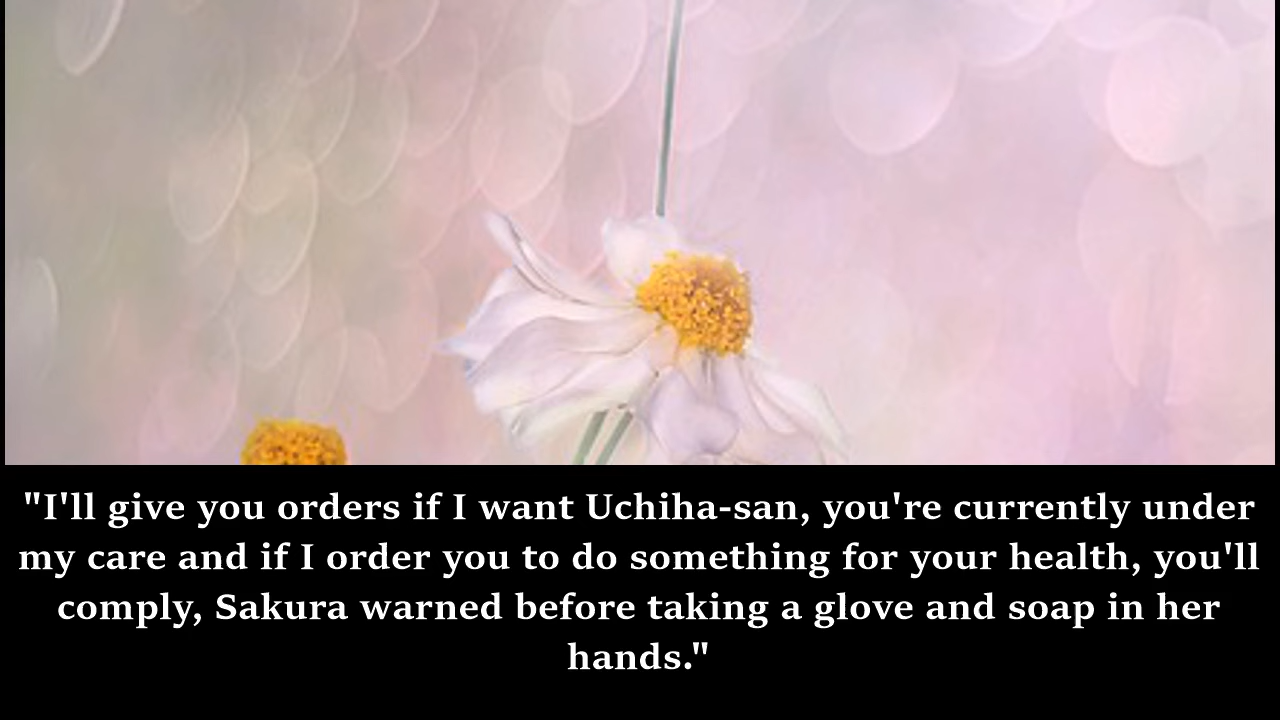 "I'll give you orders if I want Uchiha-san, you're currently under
my care and if I order you to do something for your health, you'll
comply, Sakura warned before taking a glove and soap in her
hands."